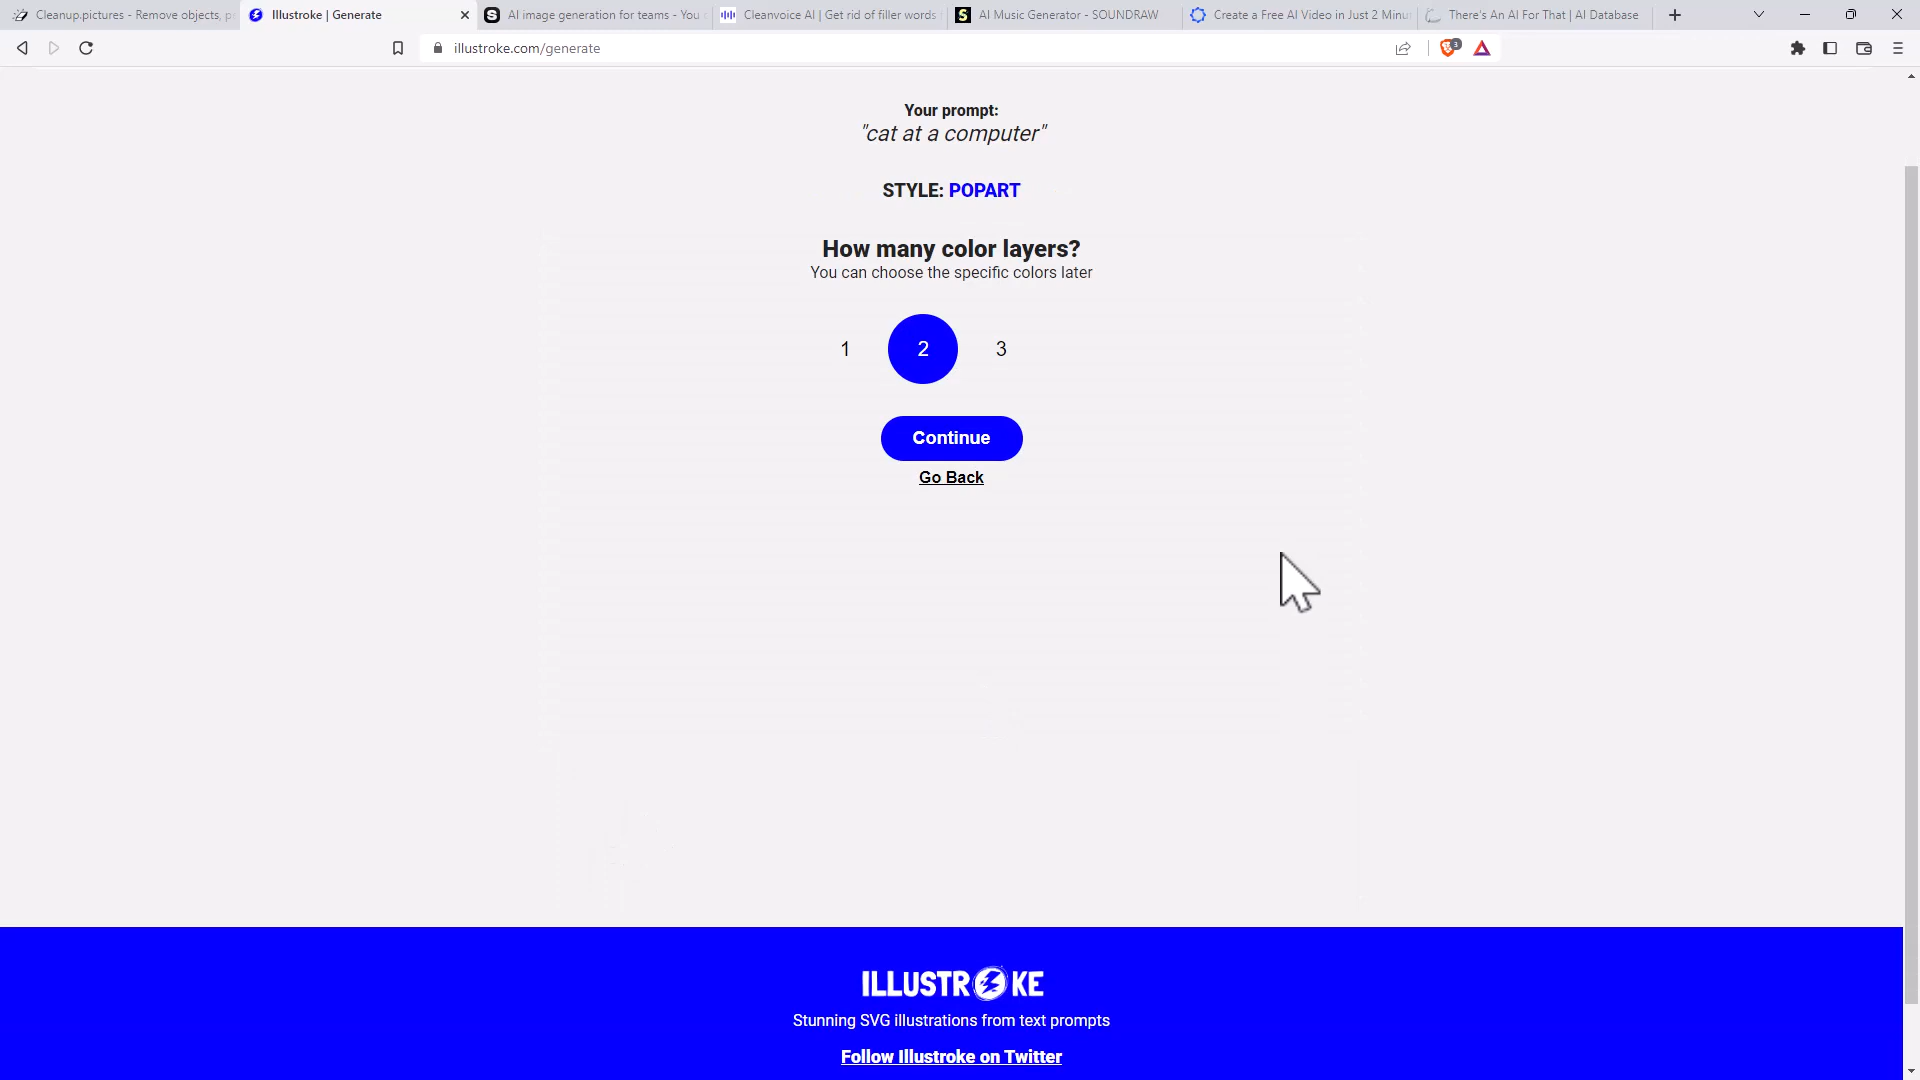 Cleanup.pictures - Remove objects, p
Illustroke | Generate
AI image generation for teams - You
Cleanvoice AI | Get rid of filler words
AI Music Generator - SOUNDRAW
Create a Free AI Video in Just 2 Minu
There's An AI For That | AI Database
illustroke.com/generate
3
Your prompt:
"cat at a computer"
STYLE: POPART
How many color layers?
You can choose the specific colors later
1 2 3
Continue
Go Back
ILLUSTROKE
Stunning SVG illustrations from text prompts
Follow Illustroke on Twitter